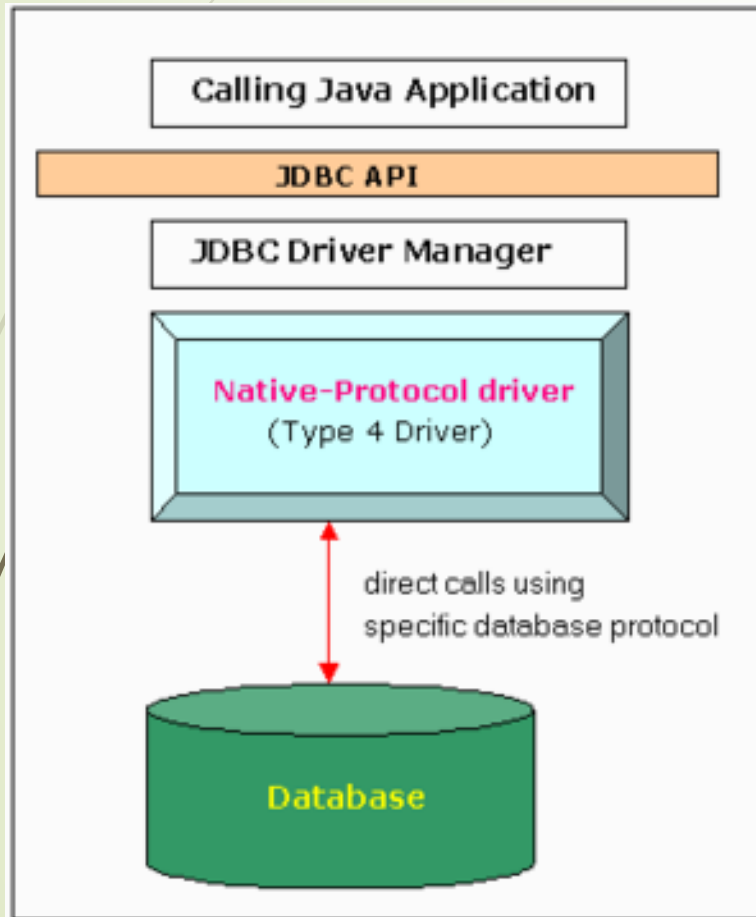 Calling Java Application
JDBC API
JDBC Driver Manager
Native-Protocol driver
(Type 4 Driver)
direct calls using
specific database protocol
Database